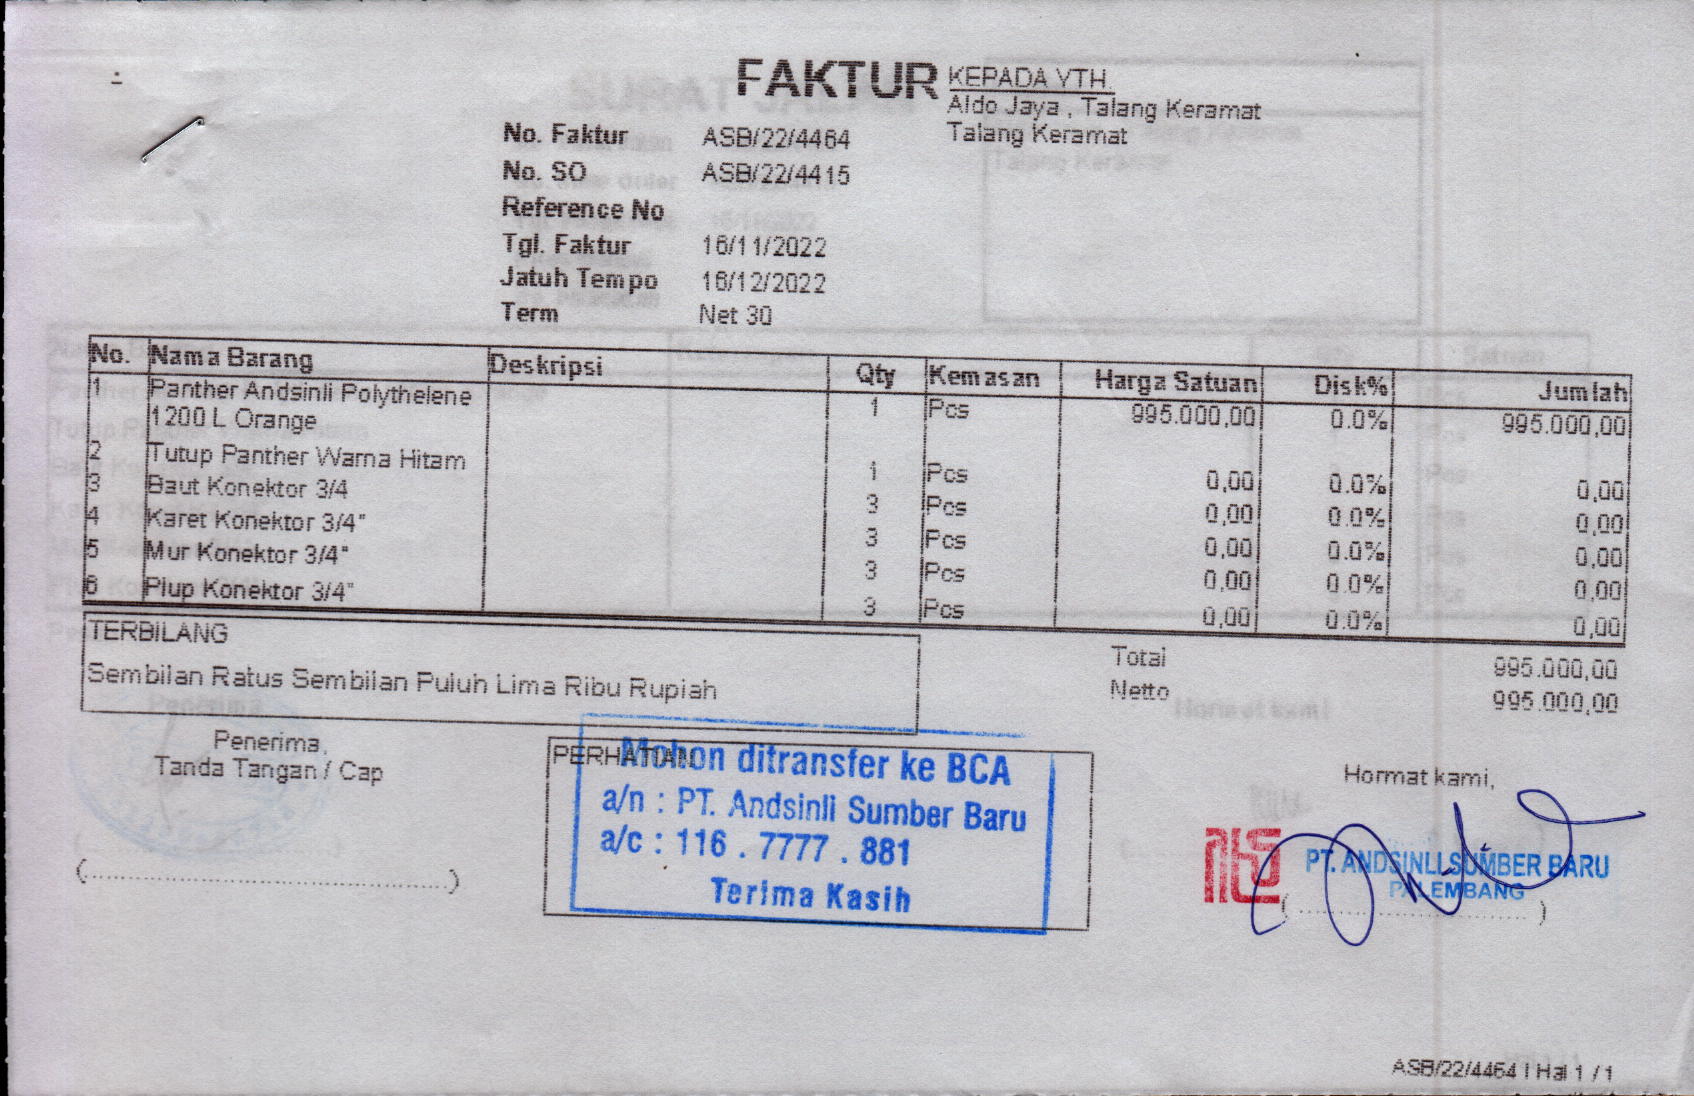 FAKTUR
KEPADA YTH.
Aldo Jaya , Talang Keramat
Talang Keramat
No. Faktur ASB/22/4464
No. SO ASB/22/4415
Reference No
Tgl. Faktur 16/11/2022
Jatuh Tempo 16/12/2022
Term Net 30
No. Nama Barang Deskripsi Qty Kemasan Harga Satuan Disk% Jumlah
1 Panther Andsinli Polythelene 1 Pcs 995.000,00 0.0% 995.000,00
1200 L Orange
2 Tutup Panther Warna Hitam 1 Pcs 0,00 0.0% 0,00
3 Baut Konektor 3/4 3 Pcs 0,00 0.0% 0,00
4 Karet Konektor 3/4" 3 Pcs 0,00 0.0% 0,00
5 Mur Konektor 3/4" 3 Pcs 0,00 0.0% 0,00
6 Plup Konektor 3/4" 3 Pcs 0,00 0.0% 0,00
TERBILANG
Sembilan Ratus Sembilan Puluh Lima Ribu Rupiah
Total 995.000,00
Netto 995.000,00
Penerima,
Tanda Tangan / Cap
(........................................................)
PERHATIAN
Mohon ditransfer ke BCA
a/n : PT. Andsinli Sumber Baru
a/c : 116 . 7777 . 881
Terima Kasih
Hormat kami,
PT. ANDSINLI SUMBER BARU
PALEMBANG
(...................................)
ASB/22/4464 | Hal 1 / 1